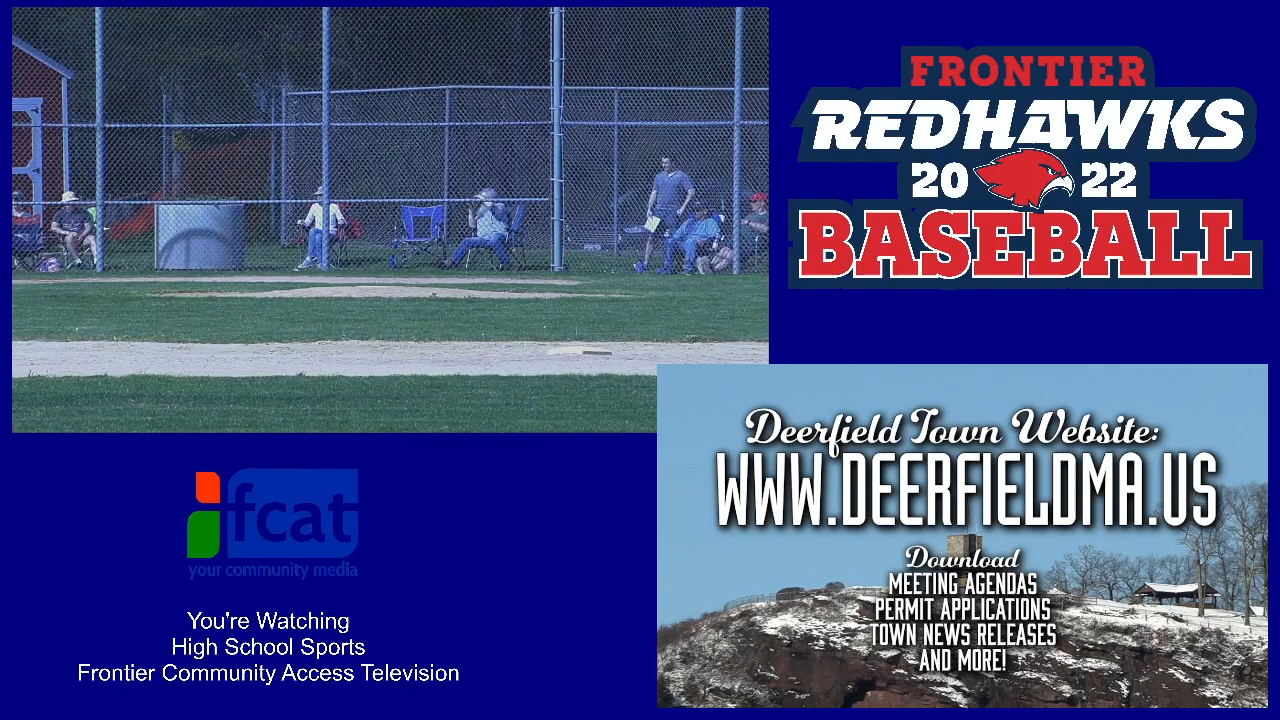 FRONTIER
REDHAWKS
20 22
BASEBALL
Deerfield Town Website:
WWW.DEERFIELDMA.US
Download
MEETING AGENDAS
PERMIT APPLICATIONS
TOWN NEWS RELEASES
AND MORE!
fcat
your community media
You're Watching
High School Sports
Frontier Community Access Television